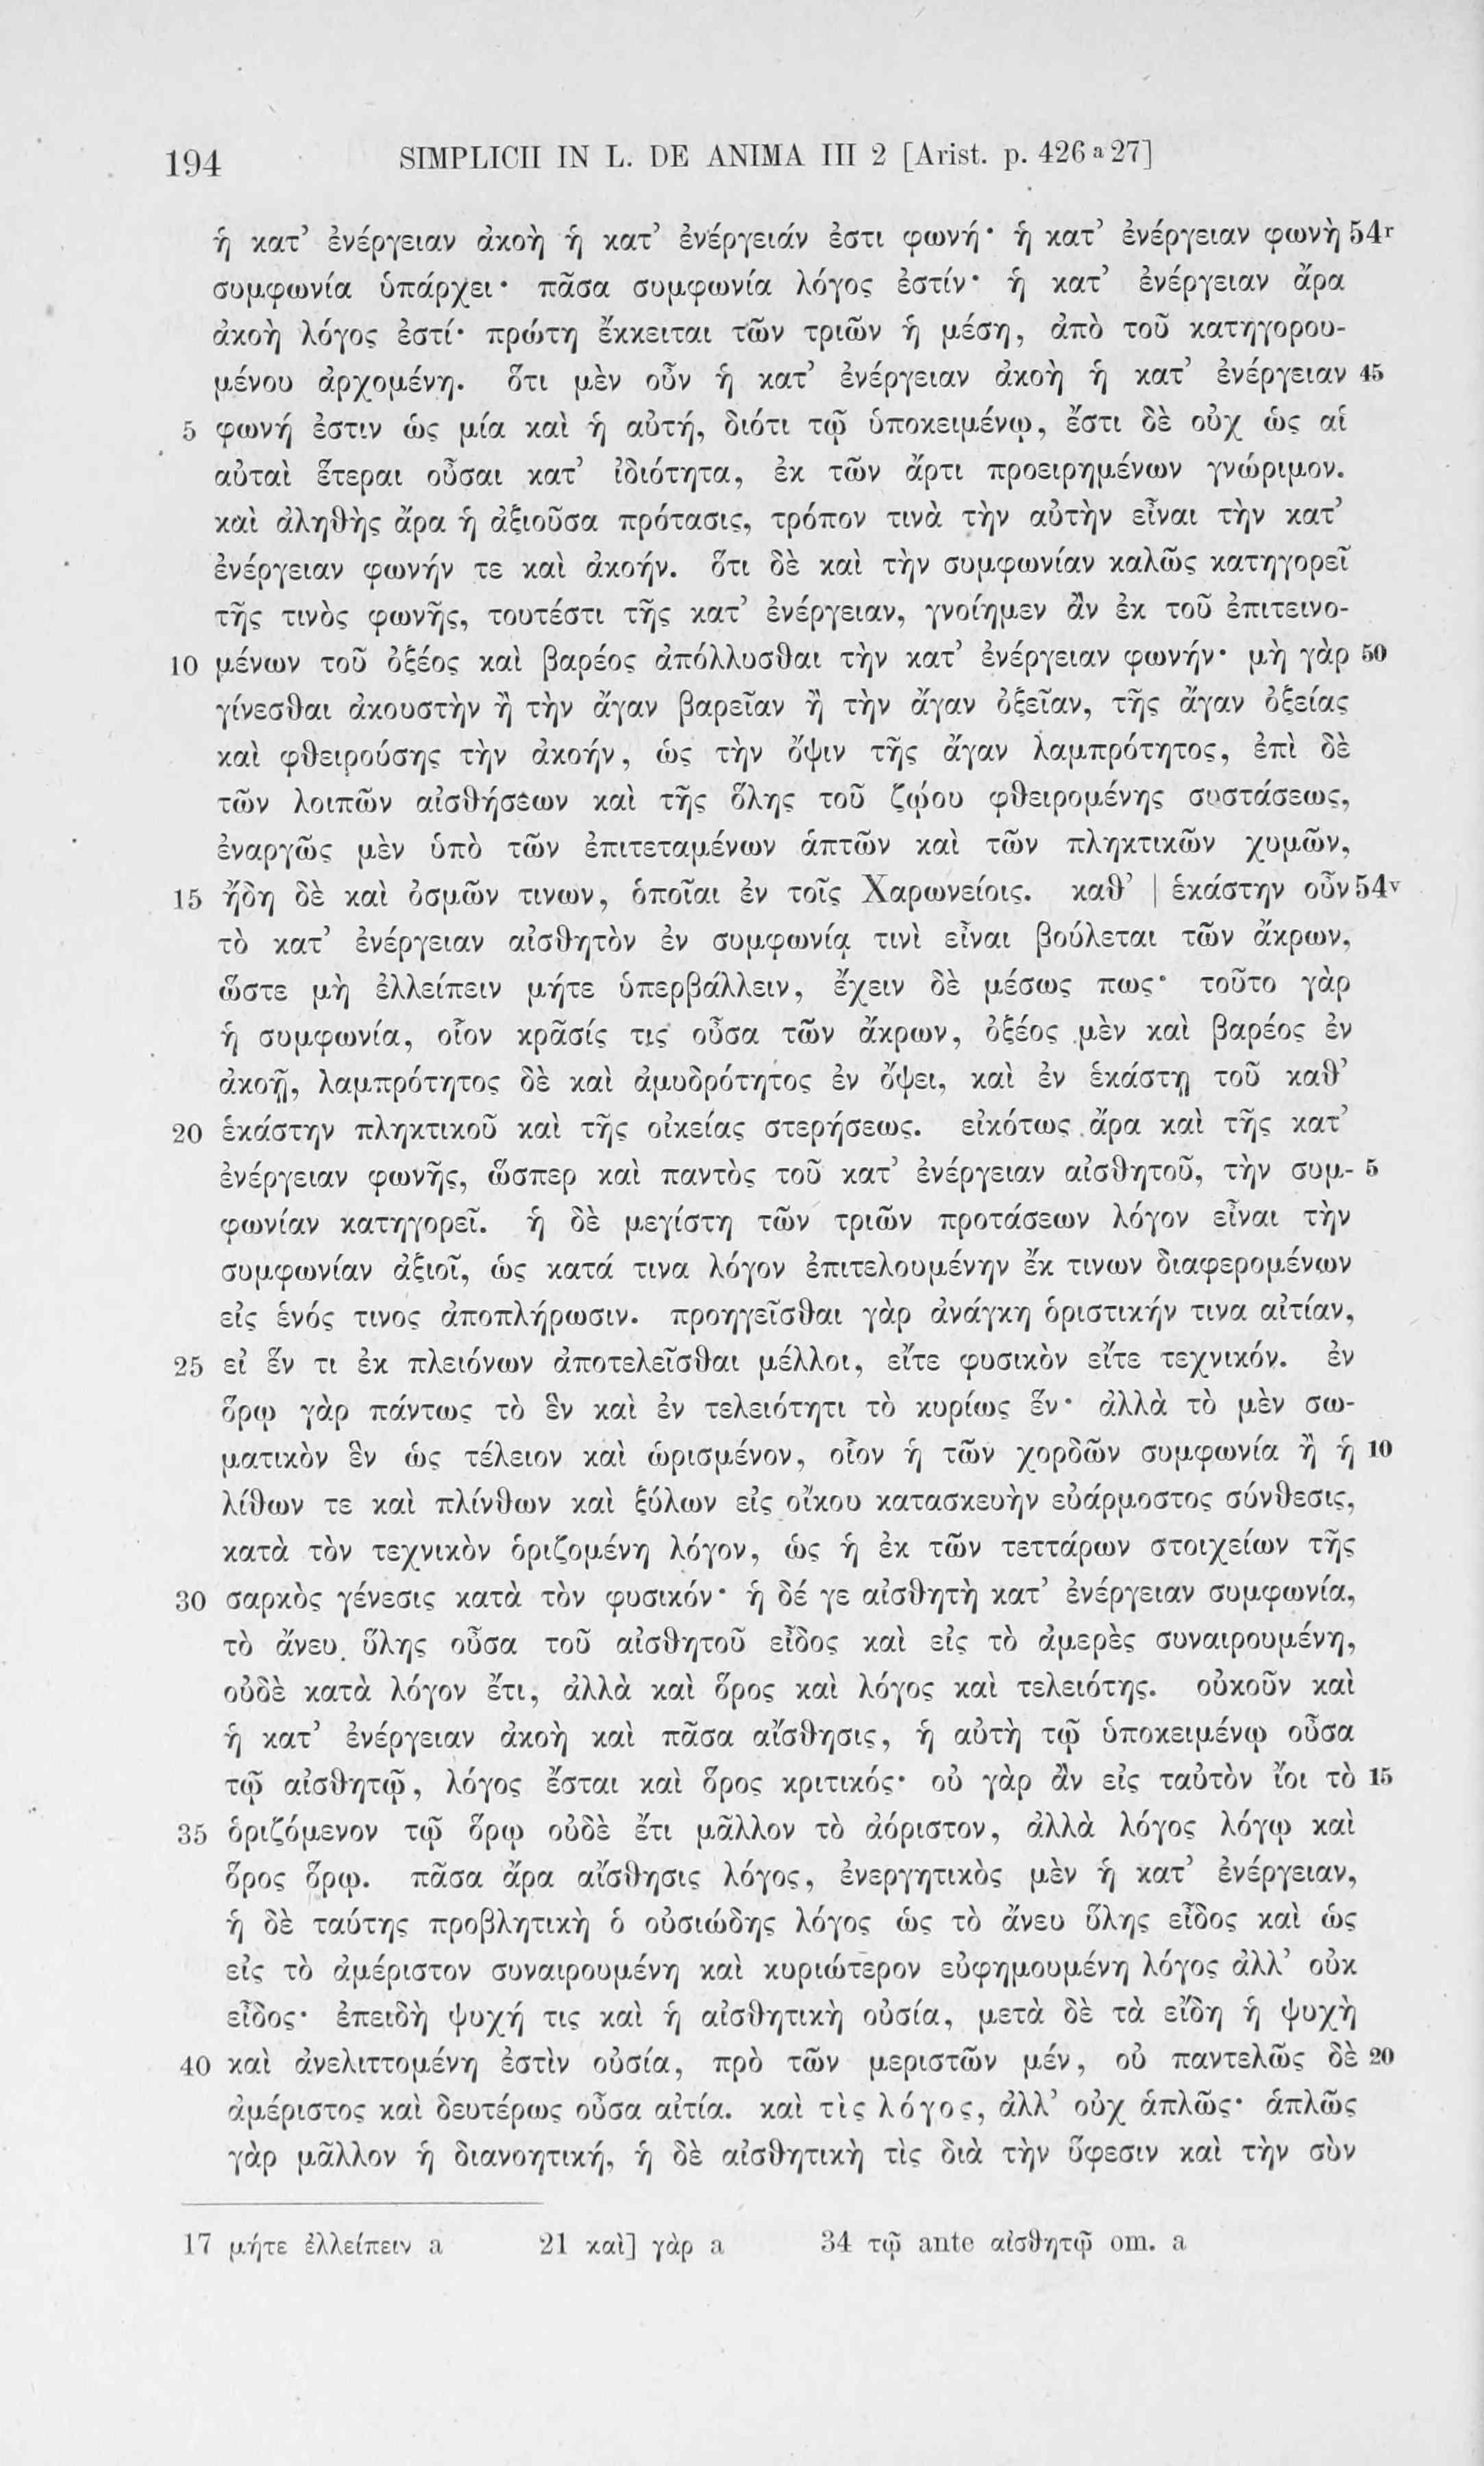 194 SIMPLICII IN L. DE ANIMA III 2 [Arist. p. 426 a 27]
ἡ κατ’ ἐνέργειαν ἀκοὴ ἡ κατ’ ἐνέργειάν ἐστι φωνή· ἡ κατ’ ἐνέργειαν φωνὴ 54r
συμφωνία ὑπάρχει· πᾶσα συμφωνία λόγος ἐστίν· ἡ κατ’ ἐνέργειαν ἄρα
ἀκοὴ λόγος ἐστί· πρώτη ἔκκειται τῶν τριῶν ἡ μέση, ἀπὸ τοῦ κατηγορου-
μένου ἀρχομένη. ὅτι μὲν οὖν ἡ κατ’ ἐνέργειαν ἀκοὴ ἡ κατ’ ἐνέργειαν 45
5 φωνή ἐστιν ὡς μία καὶ ἡ αὐτή, διότι τῷ ὑποκειμένῳ, ἔστι δὲ οὐχ ὡς αἱ
αὐταὶ ἕτεραι οὖσαι κατ’ ἰδιότητα, ἐκ τῶν ἄρτι προειρημένων γνώριμον.
καὶ ἀληθὴς ἄρα ἡ ἀξιοῦσα πρότασις, τρόπον τινὰ τὴν αὐτὴν εἶναι τὴν κατ’
ἐνέργειαν φωνήν τε καὶ ἀκοήν. ὅτι δὲ καὶ τὴν συμφωνίαν καλῶς κατηγορεῖ
τῆς τινὸς φωνῆς, τουτέστι τῆς κατ’ ἐνέργειαν, γνοίημεν ἂν ἐκ τοῦ ἐπιτεινο-
10 μένων τοῦ ὀξέος καὶ βαρέος ἀπόλλυσθαι τὴν κατ’ ἐνέργειαν φωνήν· μὴ γὰρ 50
γίνεσθαι ἀκουστὴν ἢ τὴν ἄγαν βαρεῖαν ἢ τὴν ἄγαν ὀξεῖαν, τῆς ἄγαν ὀξείας
καὶ φθειρούσης τὴν ἀκοήν, ὡς τὴν ὄψιν τῆς ἄγαν λαμπρότητος, ἐπὶ δὲ
τῶν λοιπῶν αἰσθήσεων καὶ τῆς ὅλης τοῦ ζῴου φθειρομένης συστάσεως,
ἐναργῶς μὲν ὑπὸ τῶν ἐπιτεταμένων ἁπτῶν καὶ τῶν πληκτικῶν χυμῶν,
15 ἤδη δὲ καὶ ὀσμῶν τινων, ὁποῖαι ἐν τοῖς Χαρωνείοις. καθ’ | ἑκάστην οὖν 54v
τὸ κατ’ ἐνέργειαν αἰσθητὸν ἐν συμφωνίᾳ τινὶ εἶναι βούλεται τῶν ἄκρων,
ὥστε μὴ ἐλλείπειν μήτε ὑπερβάλλειν, ἔχειν δὲ μέσως πως· τοῦτο γὰρ
ἡ συμφωνία, οἷον κρᾶσίς τις οὖσα τῶν ἄκρων, ὀξέος μὲν καὶ βαρέος ἐν
ἀκοῇ, λαμπρότητος δὲ καὶ ἀμυδρότητος ἐν ὄψει, καὶ ἐν ἑκάστῃ τοῦ καθ’
20 ἑκάστην πληκτικοῦ καὶ τῆς οἰκείας στερήσεως. εἰκότως ἄρα καὶ τῆς κατ’
ἐνέργειαν φωνῆς, ὥσπερ καὶ παντὸς τοῦ κατ’ ἐνέργειαν αἰσθητοῦ, τὴν συμ- 5
φωνίαν κατηγορεῖ. ἡ δὲ μεγίστη τῶν τριῶν προτάσεων λόγον εἶναι τὴν
συμφωνίαν ἀξιοῖ, ὡς κατά τινα λόγον ἐπιτελουμένην ἔκ τινων διαφερομένων
εἰς ἑνός τινος ἀποπλήρωσιν. προηγεῖσθαι γὰρ ἀνάγκη ὁριστικήν τινα αἰτίαν,
25 εἰ ἕν τι ἐκ πλειόνων ἀποτελεῖσθαι μέλλοι, εἴτε φυσικὸν εἴτε τεχνικόν. ἐν
ὅρῳ γὰρ πάντως τὸ ἓν καὶ ἐν τελειότητι τὸ κυρίως ἕν· ἀλλὰ τὸ μὲν σω-
ματικὸν ἓν ὡς τέλειον καὶ ὡρισμένον, οἷον ἡ τῶν χορδῶν συμφωνία ἢ ἡ 10
λίθων τε καὶ πλίνθων καὶ ξύλων εἰς οἴκου κατασκευὴν εὐάρμοστος σύνθεσις,
κατὰ τὸν τεχνικὸν ὁριζομένη λόγον, ὡς ἡ ἐκ τῶν τεττάρων στοιχείων τῆς
30 σαρκὸς γένεσις κατὰ τὸν φυσικόν· ἡ δέ γε αἰσθητὴ κατ’ ἐνέργειαν συμφωνία,
τὸ ἄνευ ὕλης οὖσα τοῦ αἰσθητοῦ εἶδος καὶ εἰς τὸ ἀμερὲς συναιρουμένη,
οὐδὲ κατὰ λόγον ἔτι, ἀλλὰ καὶ ὅρος καὶ λόγος καὶ τελειότης. οὐκοῦν καὶ
ἡ κατ’ ἐνέργειαν ἀκοὴ καὶ πᾶσα αἴσθησις, ἡ αὐτὴ τῷ ὑποκειμένῳ οὖσα
τῷ αἰσθητῷ, λόγος ἔσται καὶ ὅρος κριτικός· οὐ γὰρ ἂν εἰς ταὐτὸν ἴοι τὸ 15
35 ὁριζόμενον τῷ ὅρῳ οὐδὲ ἔτι μᾶλλον τὸ ἀόριστον, ἀλλὰ λόγος λόγῳ καὶ
ὅρος ὅρῳ. πᾶσα ἄρα αἴσθησις λόγος, ἐνεργητικὸς μὲν ἡ κατ’ ἐνέργειαν,
ἡ δὲ ταύτης προβλητικὴ ὁ οὐσιώδης λόγος ὡς τὸ ἄνευ ὕλης εἶδος καὶ ὡς
εἰς τὸ ἀμέριστον συναιρουμένη καὶ κυριώτερον εὐφημουμένη λόγος ἀλλ’ οὐκ
εἶδος· ἐπειδὴ ψυχή τις καὶ ἡ αἰσθητικὴ οὐσία, μετὰ δὲ τὰ εἴδη ἡ ψυχὴ
40 καὶ ἀνελιττομένη ἐστὶν οὐσία, πρὸ τῶν μεριστῶν μέν, οὐ παντελῶς δὲ 20
ἀμέριστος καὶ δευτέρως οὖσα αἰτία. καὶ τὶς λόγος, ἀλλ’ οὐχ ἁπλῶς· ἁπλῶς
γὰρ μᾶλλον ἡ διανοητική, ἡ δὲ αἰσθητικὴ τὶς διὰ τὴν ὕφεσιν καὶ τὴν σὺν
17 μήτε ἐλλείπειν a 21 καὶ] γὰρ a 34 τῷ ante αἰσθητῷ om. a